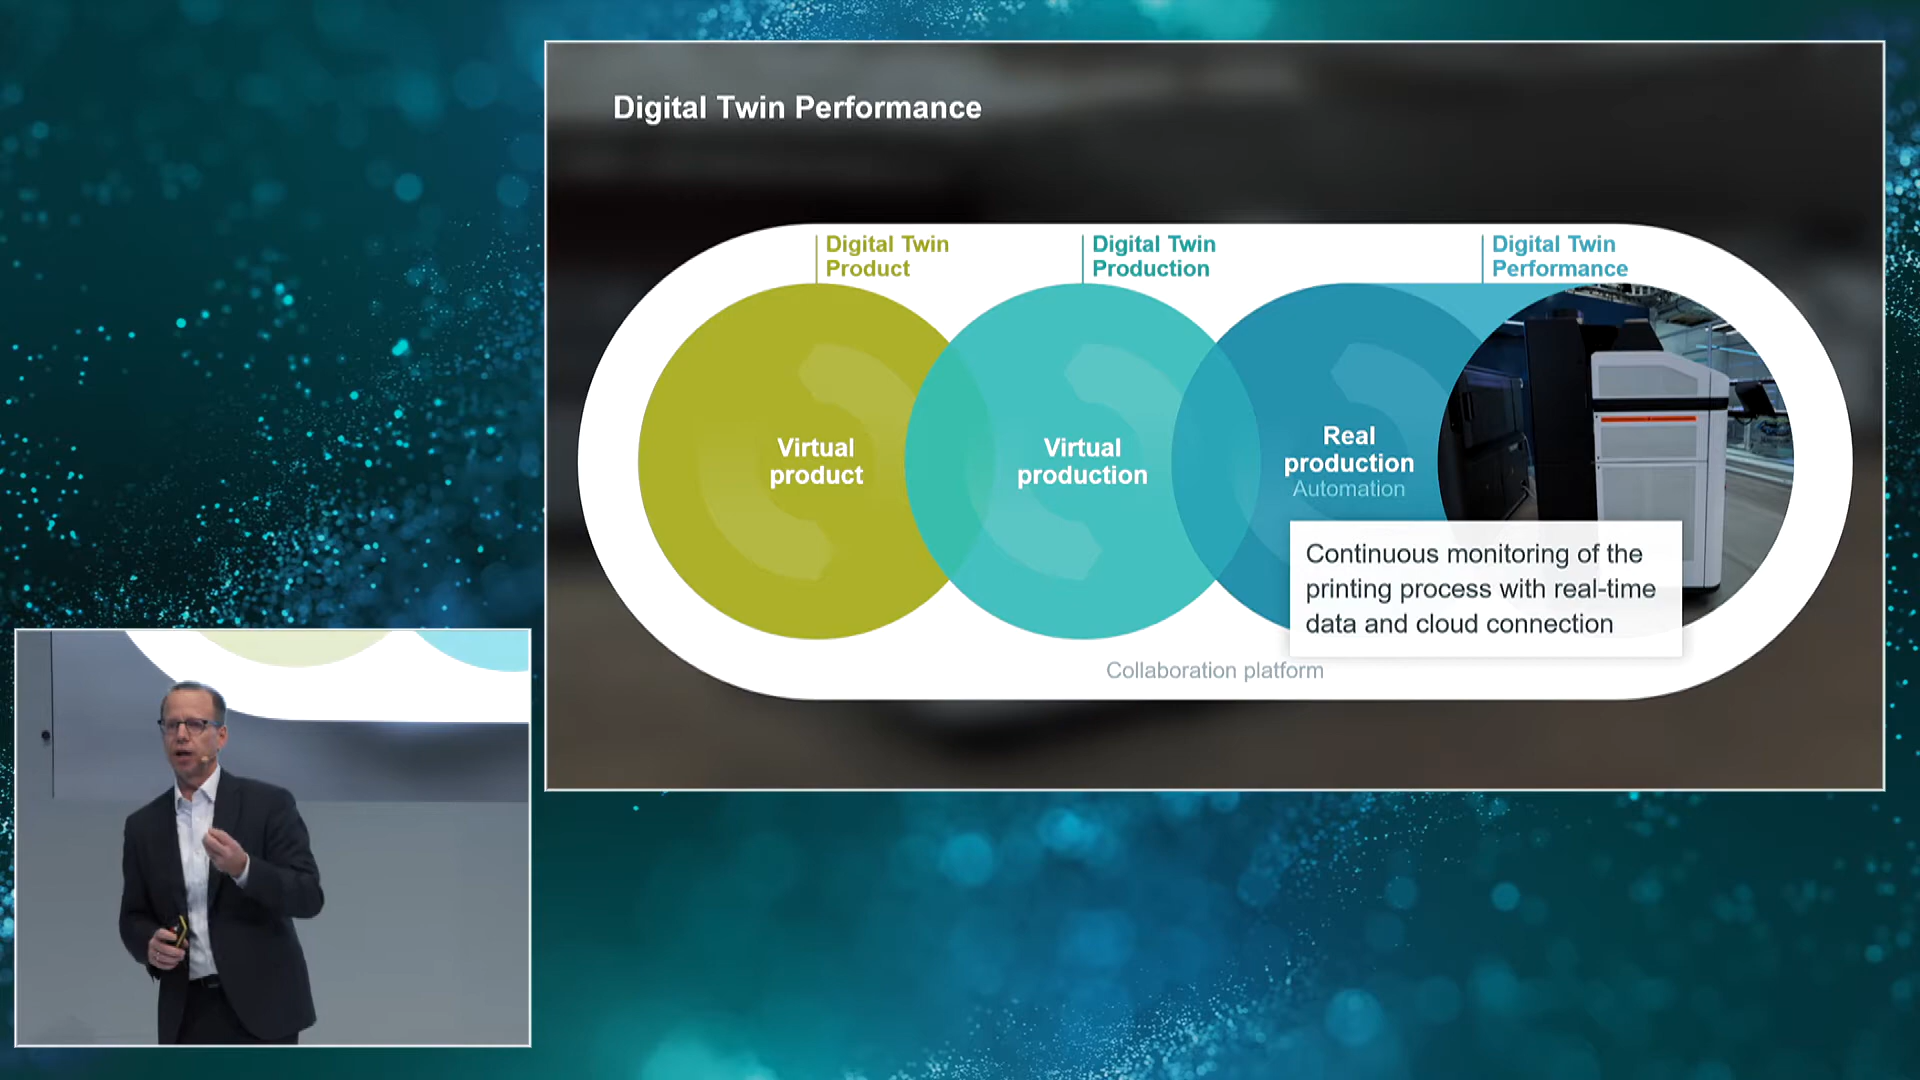 Digital Twin Performance
Digital Twin
Product
Digital Twin
Production
Digital Twin
Performance
Virtual
product
Virtual
production
Real
production
Automation
Continuous monitoring of the
printing process with real-time
data and cloud connection
Collaboration platform